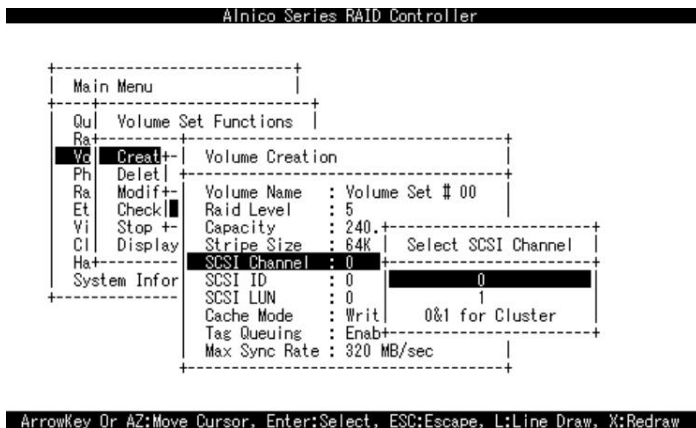 Alnico Series RAID Controller
Main Menu
Qu Volume Set Functions
Ra
Vo Creat Volume Creation
Ph Delet
Ra Modif Volume Name : Volume Set # 00
Et Check Raid Level : 5
Vi Stop Capacity : 240.
Cl Display Stripe Size : 64K Select SCSI Channel
Ha SCSI Channel : 0
System Infor SCSI ID : 0 0
SCSI LUN : 0 1
Cache Mode : Writ 0&1 for Cluster
Tag Queuing : Enab
Max Sync Rate : 320 MB/sec
ArrowKey Or AZ:Move Cursor, Enter:Select, ESC:Escape, L:Line Draw, X:Redraw